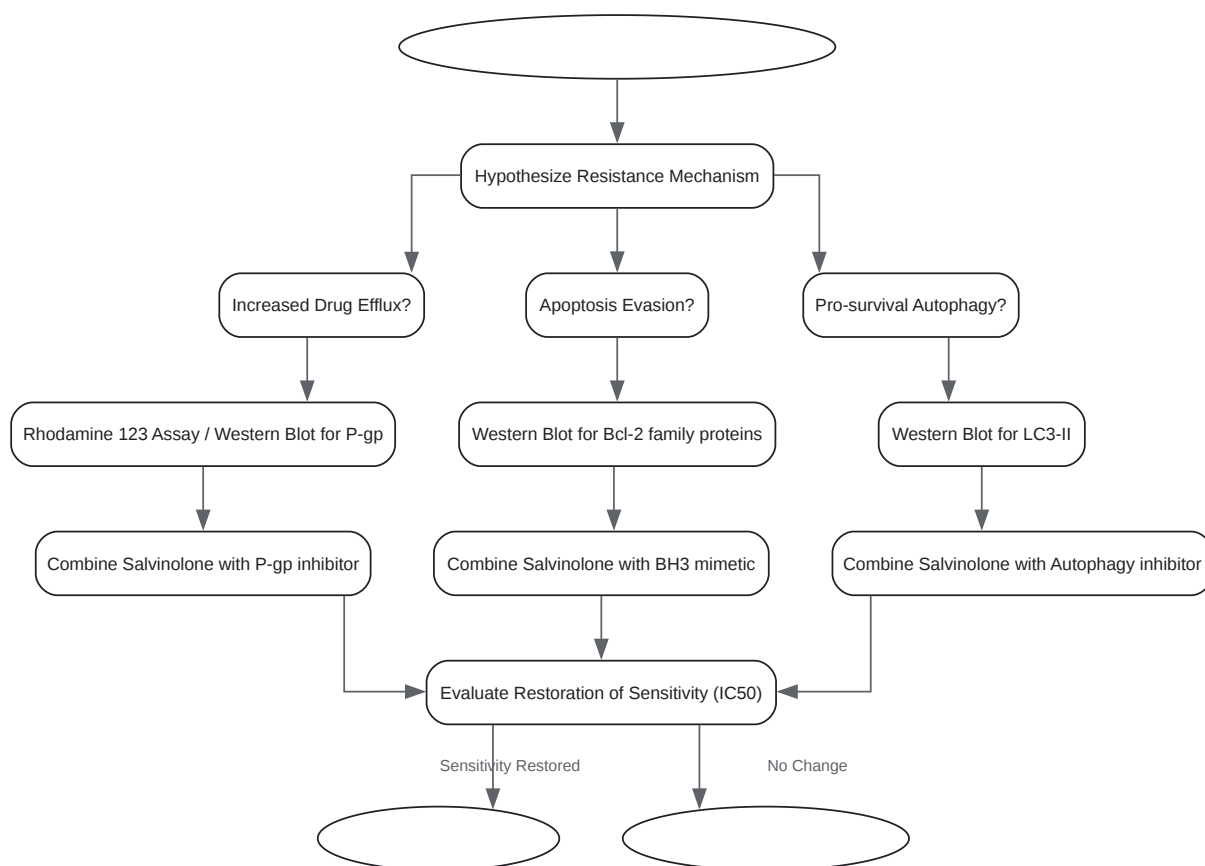 Hypothesize Resistance Mechanism
Increased Drug Efflux?
Apoptosis Evasion?
Pro-survival Autophagy?
Rhodamine 123 Assay / Western Blot for P-gp
Western Blot for Bcl-2 family proteins
Western Blot for LC3-II
Combine Salvinolone with P-gp inhibitor
Combine Salvinolone with BH3 mimetic
Combine Salvinolone with Autophagy inhibitor
Evaluate Restoration of Sensitivity (IC50)
Sensitivity Restored
No Change